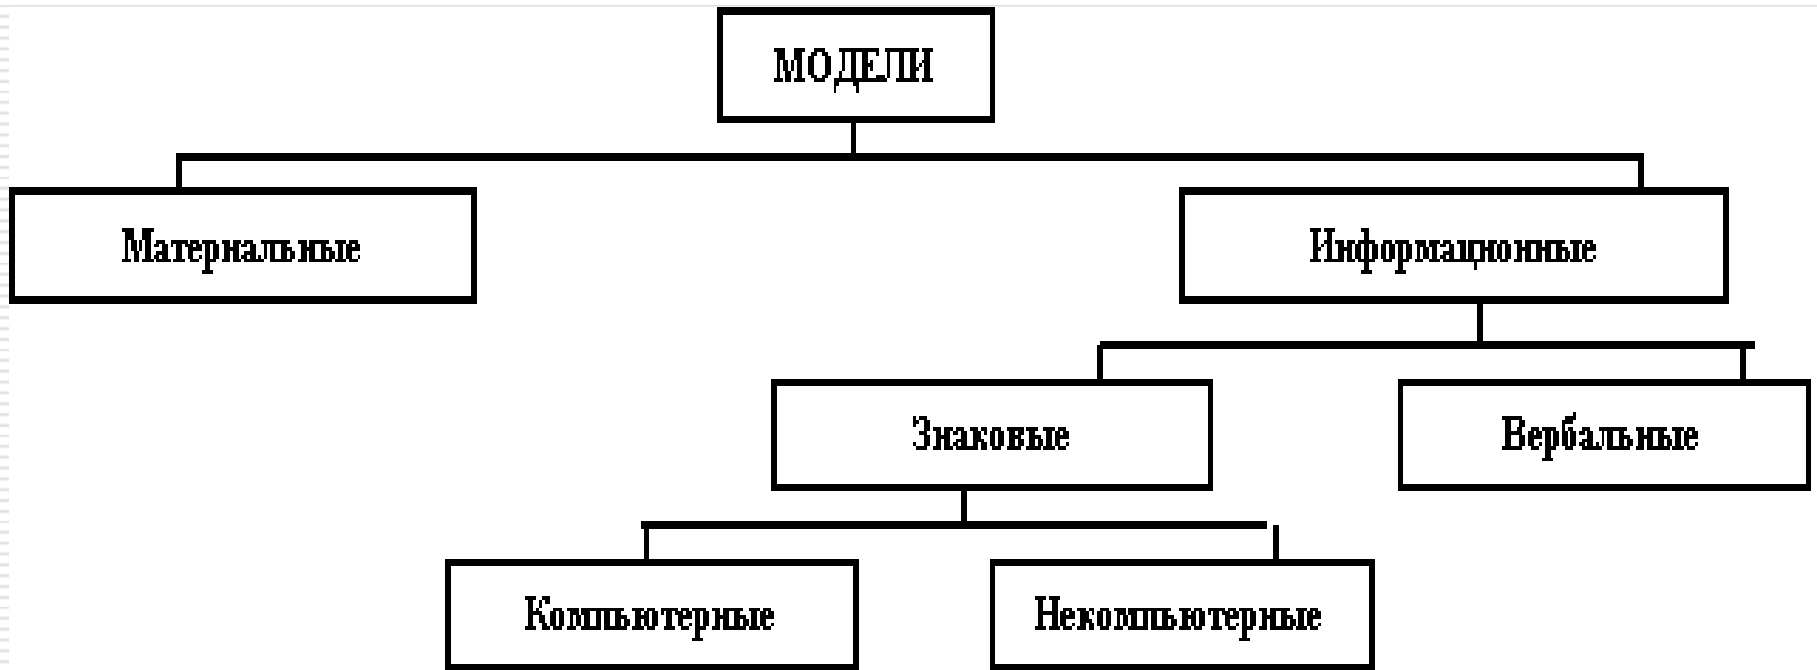 МОДЕЛИ
Материальные
Информационные
Знаковые
Вербальные
Компьютерные
Некомпьютерные